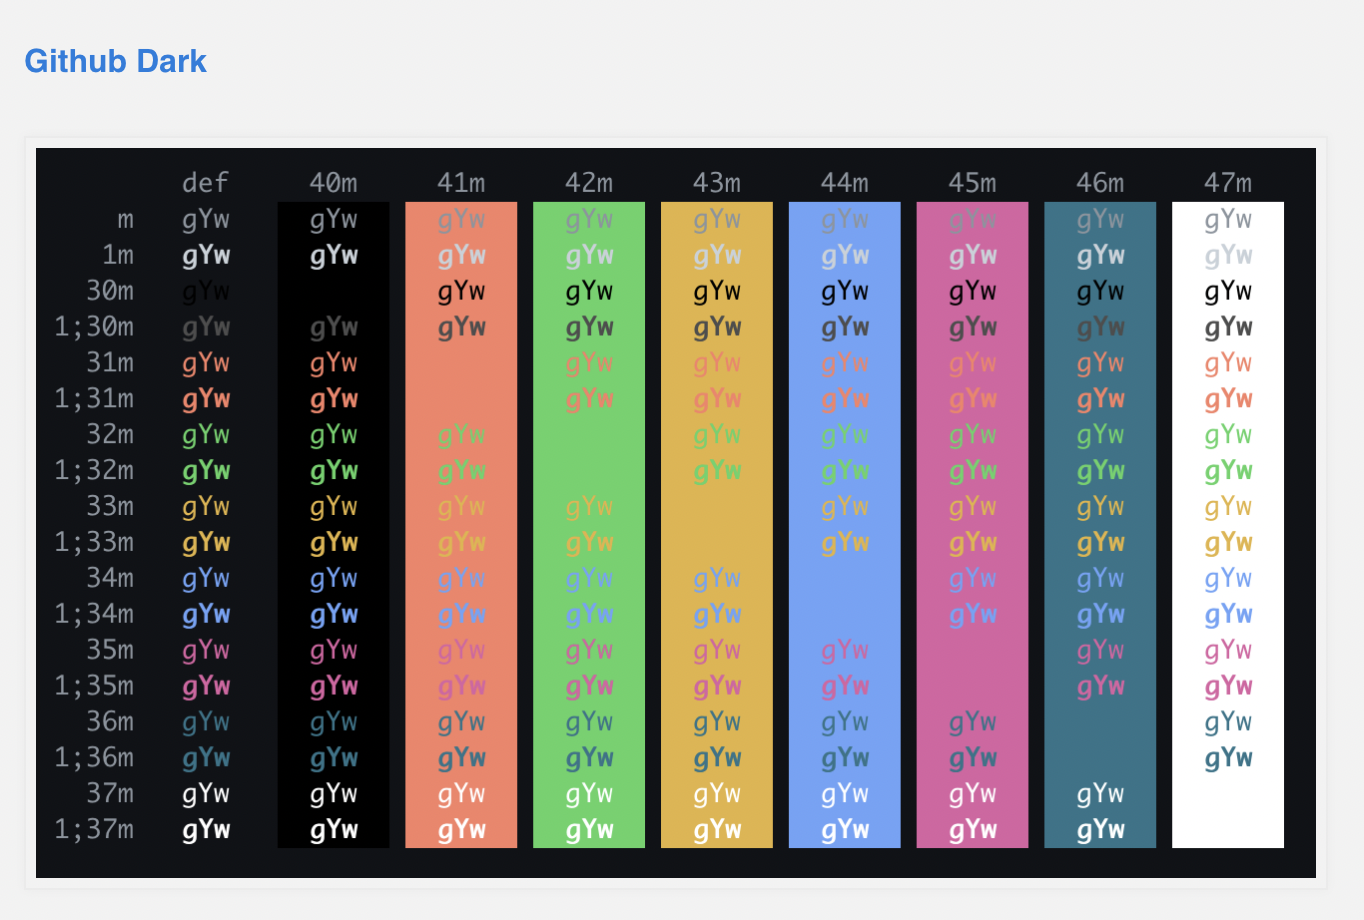 Github Dark
def 40m 41m 42m 43m 44m 45m 46m 47m
m gYw gYw gYw gYw gYw gYw gYw gYw gYw
1m gYw gYw gYw gYw gYw gYw gYw gYw gYw
30m gYw gYw gYw gYw gYw gYw gYw gYw
1;30m gYw gYw gYw gYw gYw gYw gYw gYw gYw
31m gYw gYw gYw gYw gYw gYw gYw gYw
1;31m gYw gYw gYw gYw gYw gYw gYw gYw
32m gYw gYw gYw gYw gYw gYw gYw gYw
1;32m gYw gYw gYw gYw gYw gYw gYw gYw
33m gYw gYw gYw gYw gYw gYw gYw gYw
1;33m gYw gYw gYw gYw gYw gYw gYw gYw
34m gYw gYw gYw gYw gYw gYw gYw gYw
1;34m gYw gYw gYw gYw gYw gYw gYw gYw
35m gYw gYw gYw gYw gYw gYw gYw gYw
1;35m gYw gYw gYw gYw gYw gYw gYw gYw
36m gYw gYw gYw gYw gYw gYw gYw gYw
1;36m gYw gYw gYw gYw gYw gYw gYw gYw
37m gYw gYw gYw gYw gYw gYw gYw gYw
1;37m gYw gYw gYw gYw gYw gYw gYw gYw